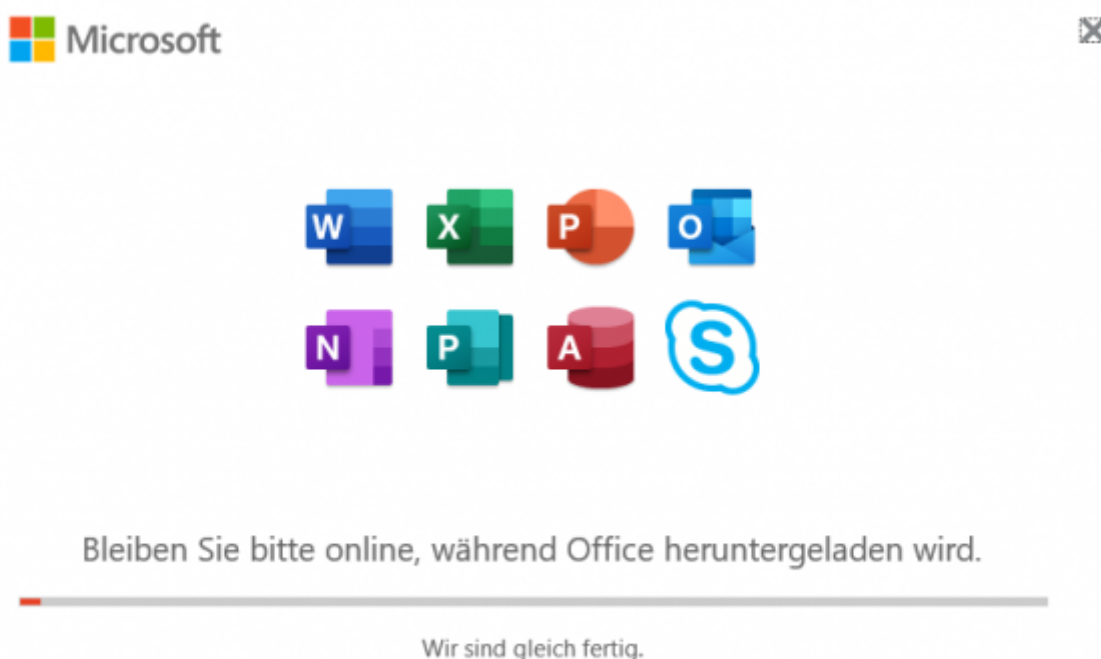 Microsoft
W X P O
N P A S
Bleiben Sie bitte online, während Office heruntergeladen wird.
Wir sind gleich fertig.